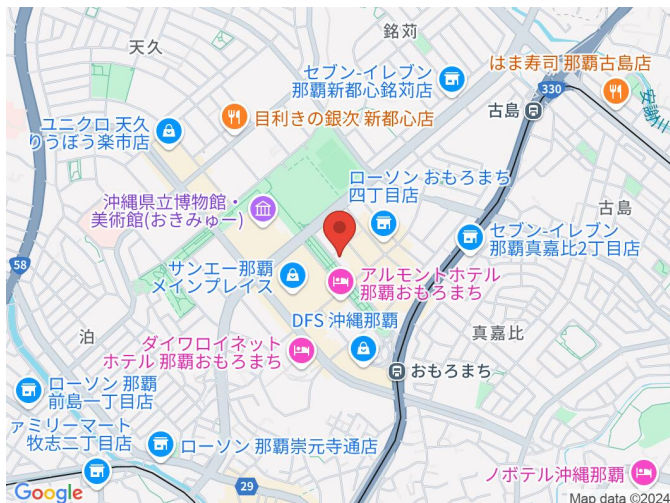 天久
銘苅
はま寿司 那覇古島店
セブン-イレブン
那覇新都心銘苅店
330
古島
安謝川
目利きの銀次 新都心店
ユニクロ 天久
りうぼう楽市店
ローソン おもろまち
四丁目店
沖縄県立博物館・
美術館(おきみゅー)
古島
セブン-イレブン
那覇真嘉比2丁目店
58
サンエー那覇
メインプレイス
アルモントホテル
那覇おもろまち
DFS 沖縄那覇
真嘉比
泊
ダイワロイネット
ホテル 那覇おもろまち
おもろまち
ローソン 那覇
前島一丁目店
ァミリーマート
牧志二丁目店
ローソン 那覇崇元寺通店
29
ノボテル沖縄那覇
Google
Map data ©2024